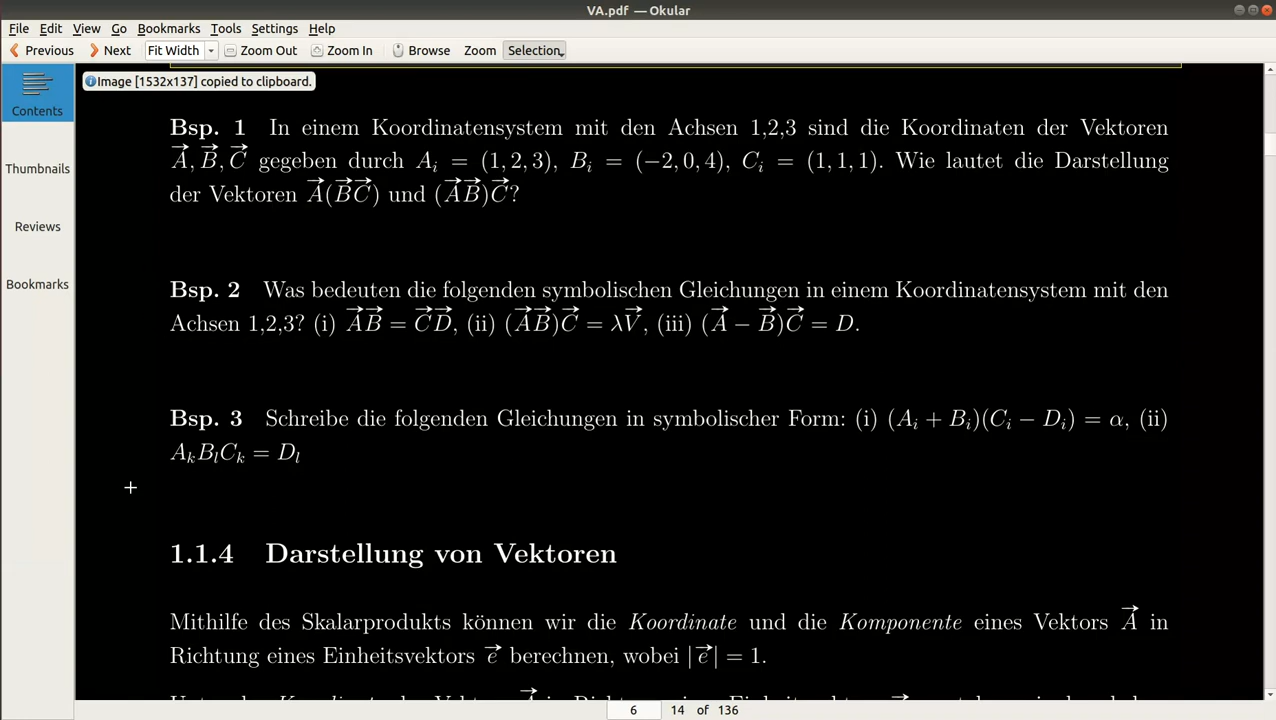 VA.pdf — Okular
File Edit View Go Bookmarks Tools Settings Help
Previous Next Fit Width Zoom Out Zoom In Browse Zoom Selection
Image [1532x137] copied to clipboard.
Contents
Thumbnails
Reviews
Bookmarks
Bsp. 1 In einem Koordinatensystem mit den Achsen 1,2,3 sind die Koordinaten der Vektoren
A⃗, B⃗, C⃗ gegeben durch Aᵢ = (1, 2, 3), Bᵢ = (−2, 0, 4), Cᵢ = (1, 1, 1). Wie lautet die Darstellung
der Vektoren A⃗(B⃗C⃗) und (A⃗B⃗)C⃗?
Bsp. 2 Was bedeuten die folgenden symbolischen Gleichungen in einem Koordinatensystem mit den
Achsen 1,2,3? (i) A⃗B⃗ = C⃗D⃗, (ii) (A⃗B⃗)C⃗ = λV⃗, (iii) (A⃗ − B⃗)C⃗ = D.
Bsp. 3 Schreibe die folgenden Gleichungen in symbolischer Form: (i) (Aᵢ + Bᵢ)(Cᵢ − Dᵢ) = α, (ii)
AₖBₗCₖ = Dₗ
1.1.4 Darstellung von Vektoren
Mithilfe des Skalarprodukts können wir die Koordinate und die Komponente eines Vektors A⃗ in
Richtung eines Einheitsvektors e⃗ berechnen, wobei |e⃗| = 1.
6 14 of 136